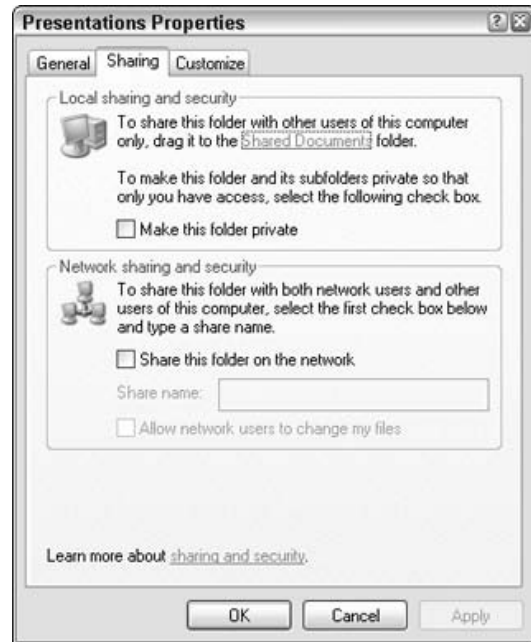 Presentations Properties
General Sharing Customize
Local sharing and security
To share this folder with other users of this computer
only, drag it to the Shared Documents folder.
To make this folder and its subfolders private so that
only you have access, select the following check box.
Make this folder private
Network sharing and security
To share this folder with both network users and other
users of this computer, select the first check box below
and type a share name.
Share this folder on the network
Share name:
Allow network users to change my files
Learn more about sharing and security.
OK Cancel Apply